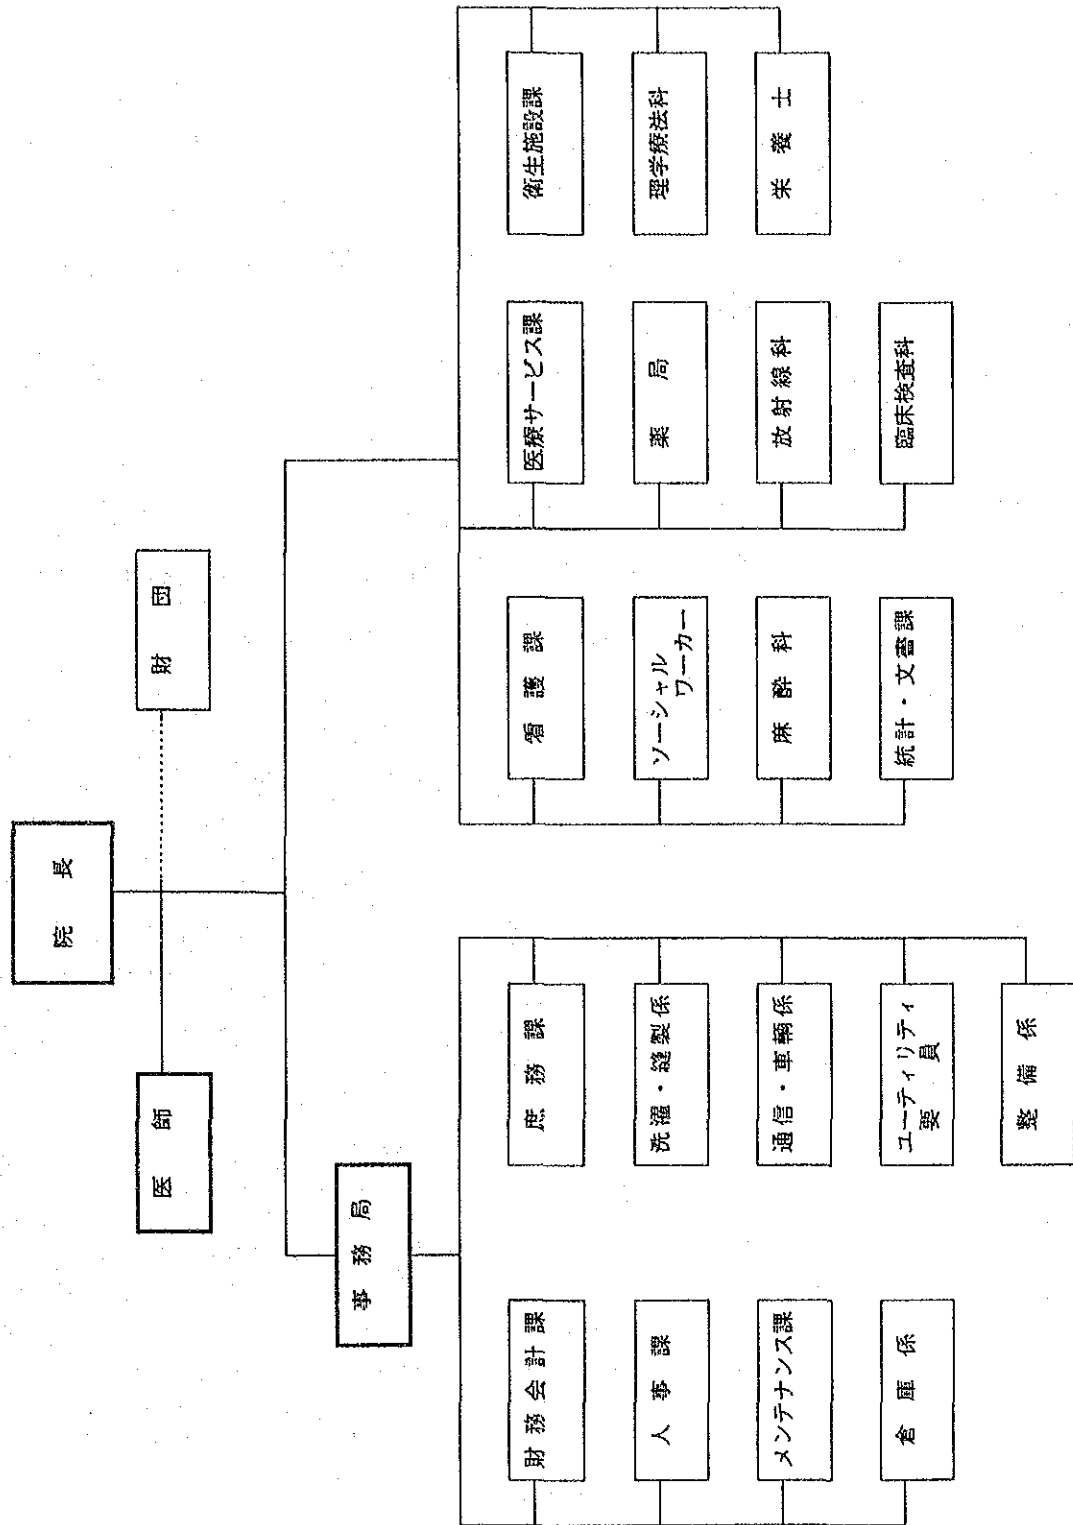 院長
医師
財団
事務局
財務会計課
人事課
メンテナンス課
倉庫係
庶務課
洗濯・縫製係
通信・車輌係
ユーティリティ
要員
整備係
看護課
ソーシャル
ワーカー
麻酔科
統計・文書課
医療サービス課
薬局
放射線科
臨床検査科
衛生施設課
理学療法科
栄養士